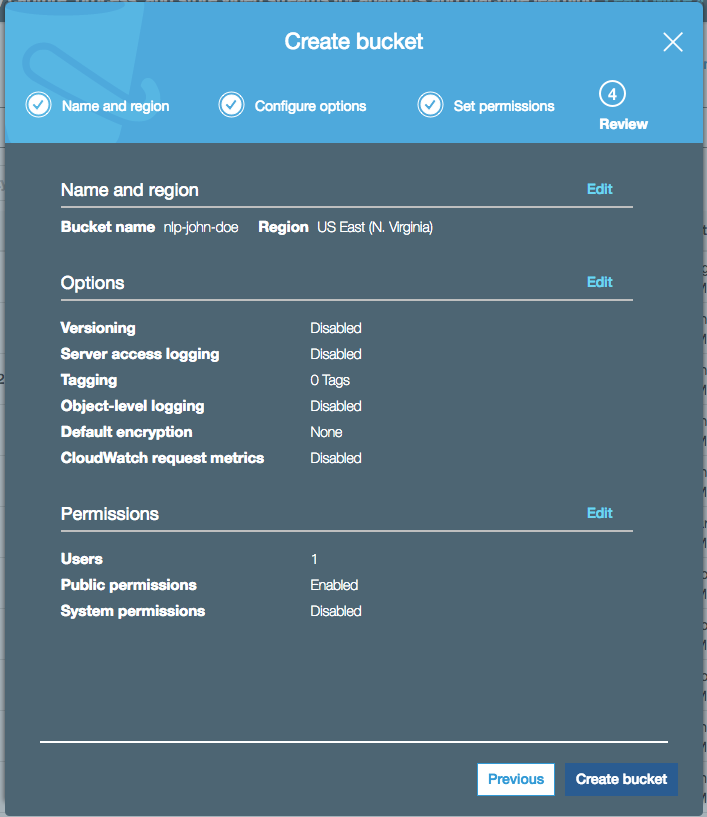 Create bucket
Name and region
Configure options
Set permissions
4
Review
Name and region Edit
Bucket name nlp-john-doe Region US East (N. Virginia)
Options Edit
Versioning Disabled
Server access logging Disabled
Tagging 0 Tags
Object-level logging Disabled
Default encryption None
CloudWatch request metrics Disabled
Permissions Edit
Users 1
Public permissions Enabled
System permissions Disabled
Previous Create bucket